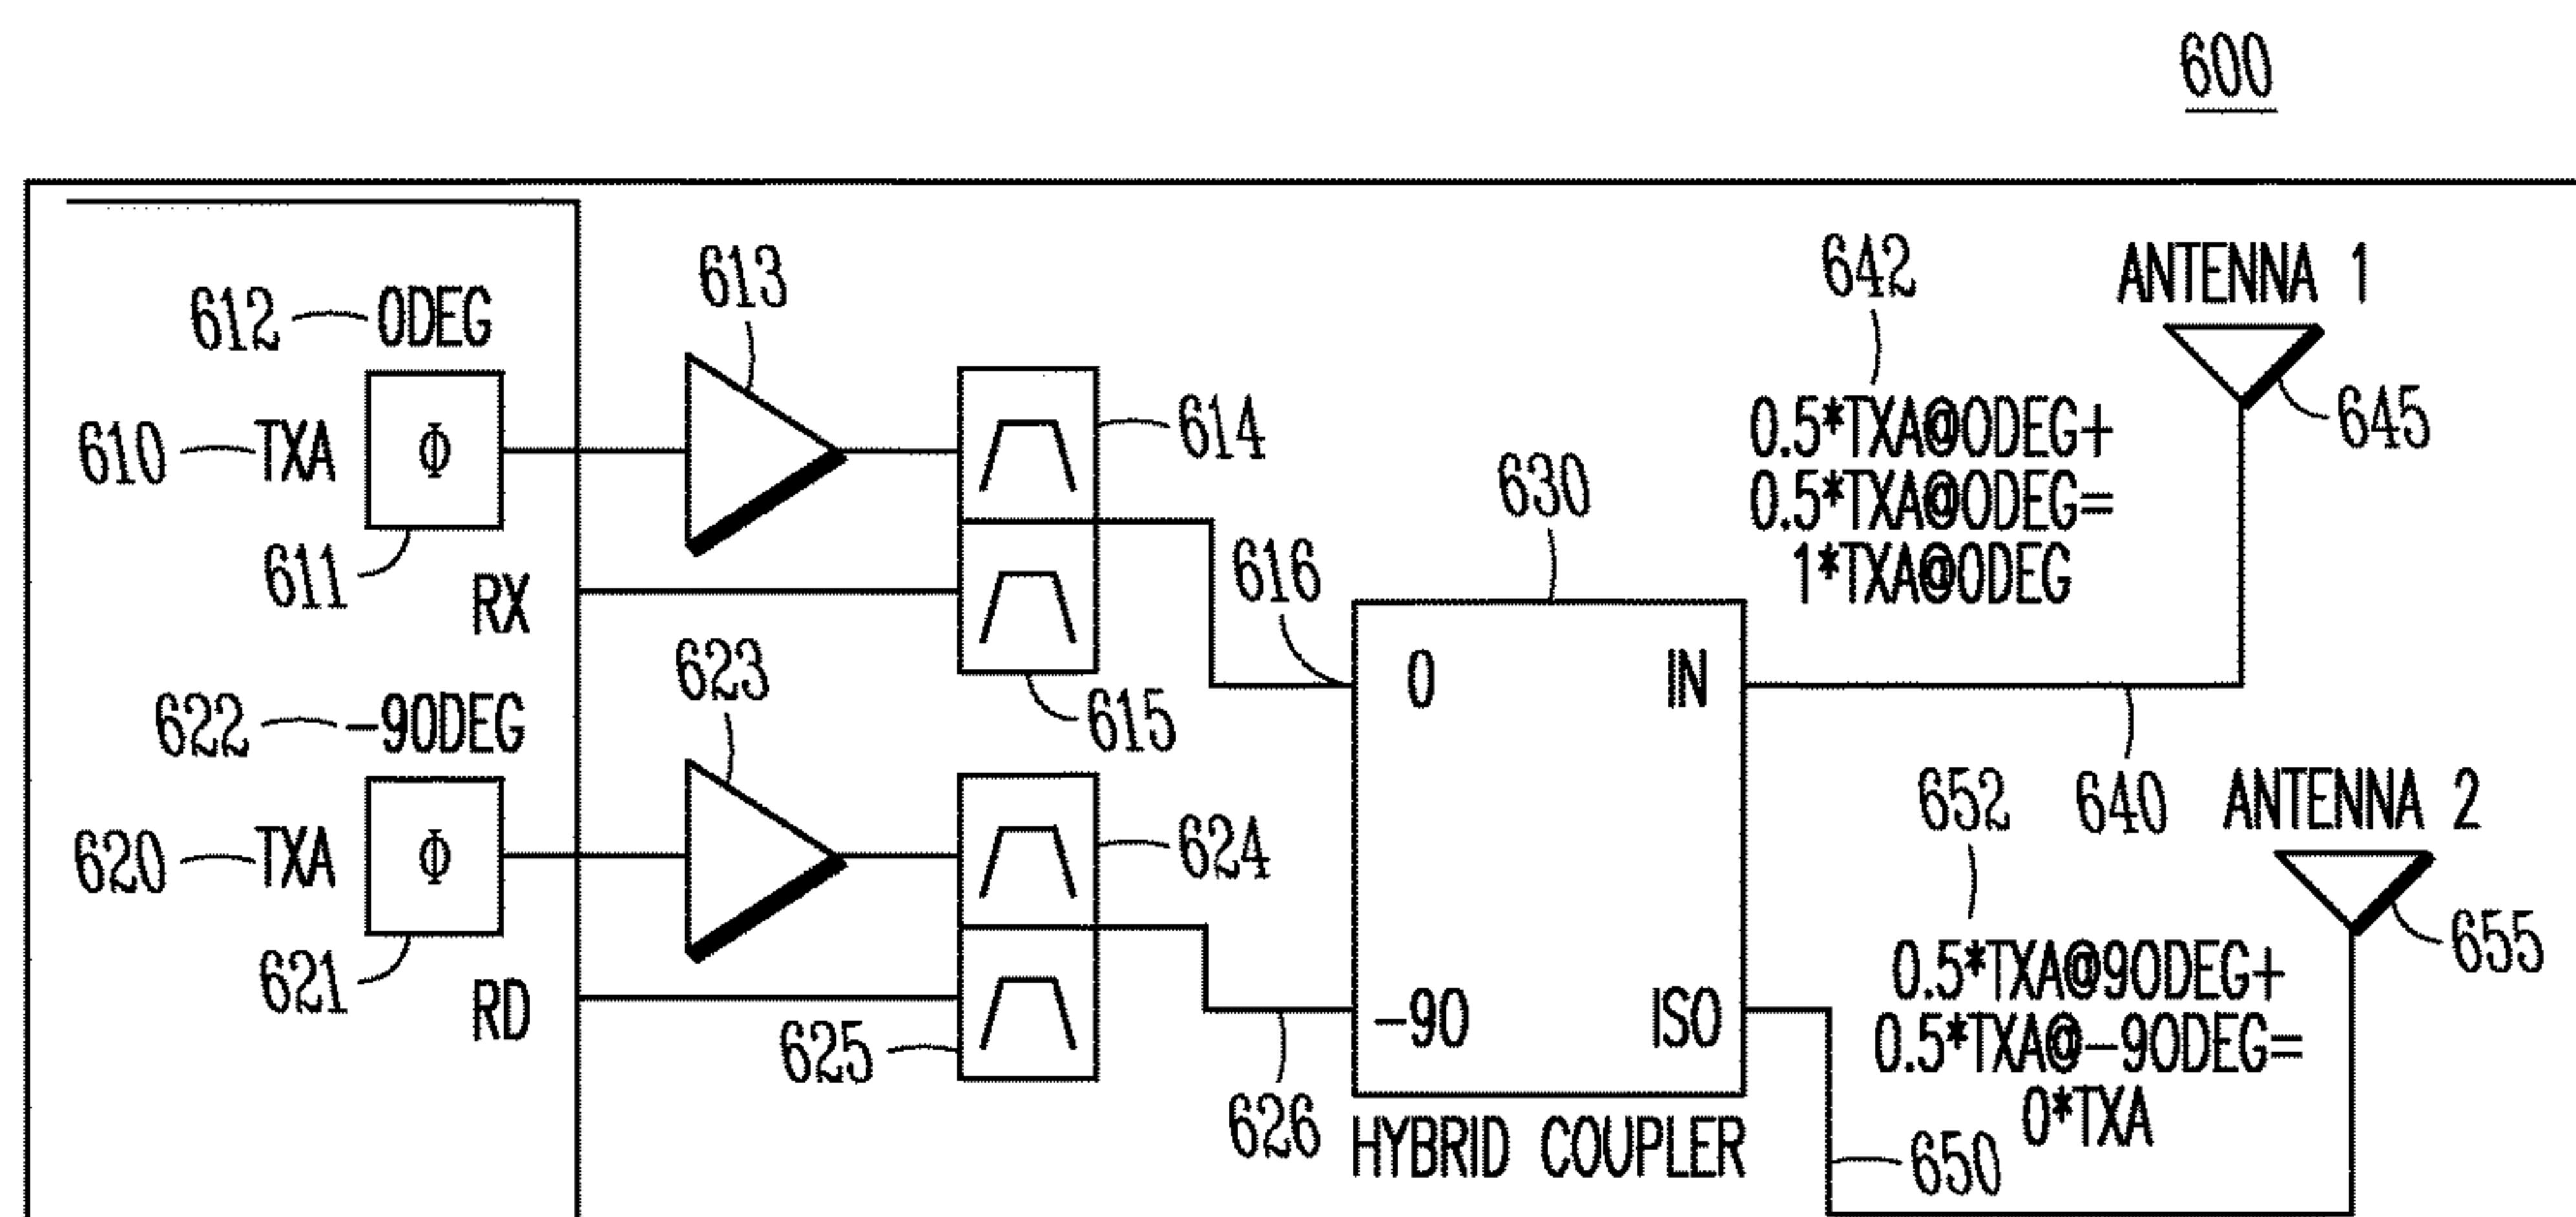 600
612
0DEG
610
TXA
Φ
611
RX
613
614
615
616
622
-90DEG
620
TXA
Φ
621
RD
623
624
625
626
630
0
IN
-90
ISO
HYBRID COUPLER
642
0.5*TXA@0DEG+
0.5*TXA@0DEG=
1*TXA@0DEG
ANTENNA 1
645
640
652
0.5*TXA@90DEG+
0.5*TXA@-90DEG=
0*TXA
ANTENNA 2
655
650